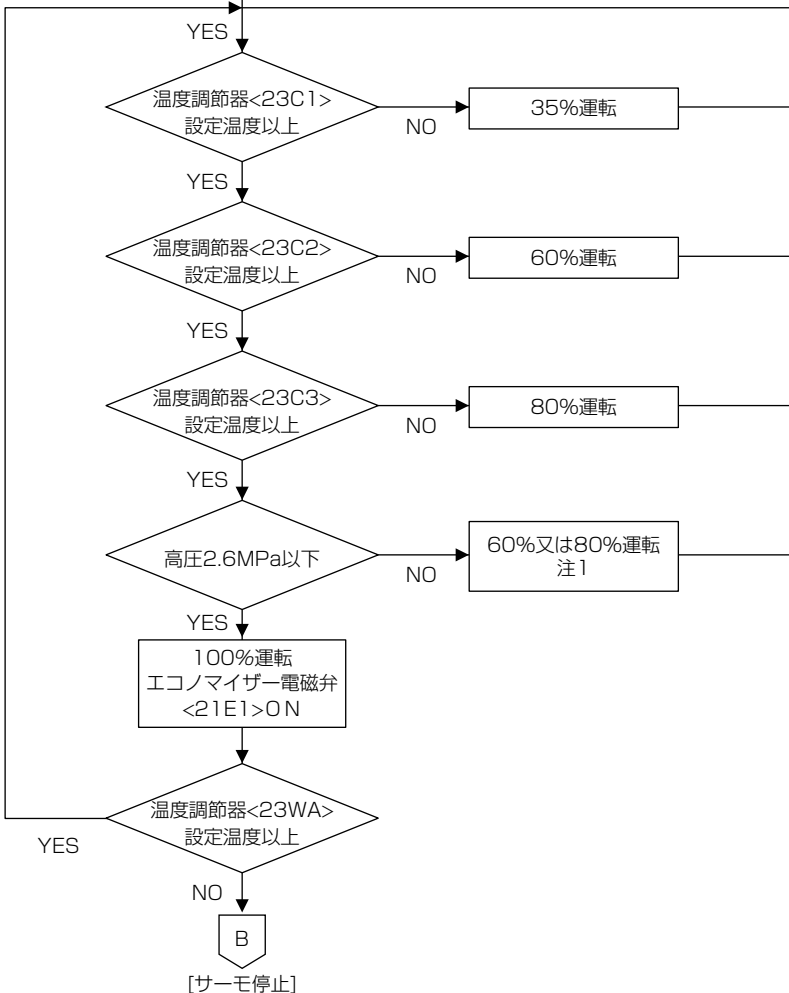 YES
温度調節器<23C1>
設定温度以上
NO
35%運転
YES
温度調節器<23C2>
設定温度以上
NO
60%運転
YES
温度調節器<23C3>
設定温度以上
NO
80%運転
YES
高圧2.6MPa以下
NO
60%又は80%運転
注1
YES
100%運転
エコノマイザー電磁弁
<21E1>ON
温度調節器<23WA>
設定温度以上
YES
NO
B
[サーモ停止]